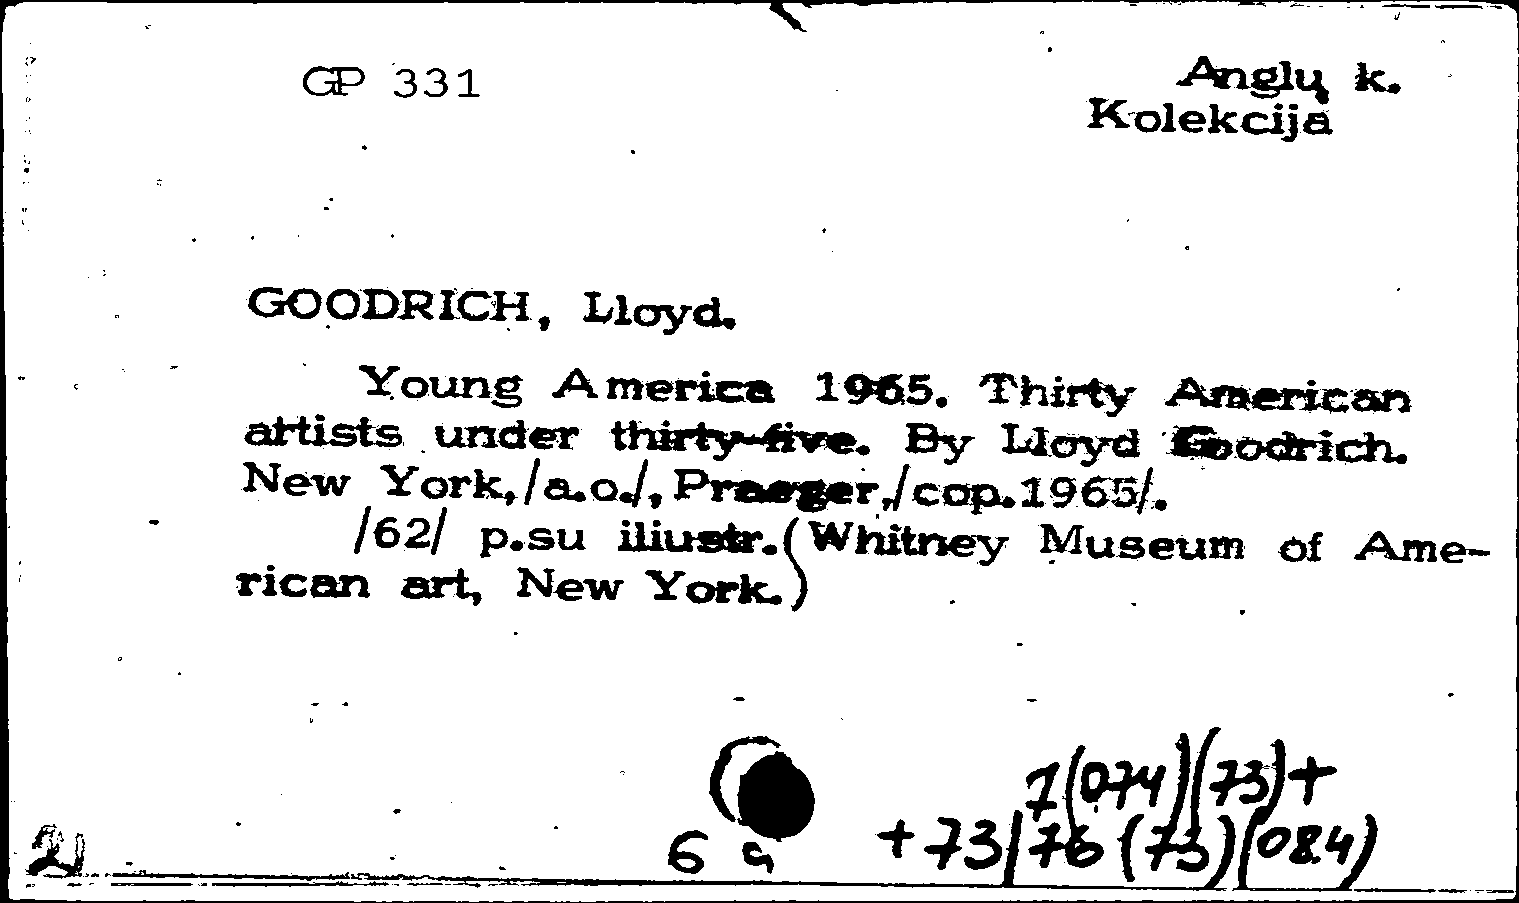 GP 331
Anglų k.
Kolekcija
GOODRICH, Lloyd.
Young America 1965. Thirty American
artists under thirty-five. By Lloyd Goodrich.
New York,/a.o./, Praeger,/cop.1965/.
/62/ p.su iliustr.(Whitney Museum of Ame-
rican art, New York.)
7(074)(73)+
6 a +73/76(73)(084)
21